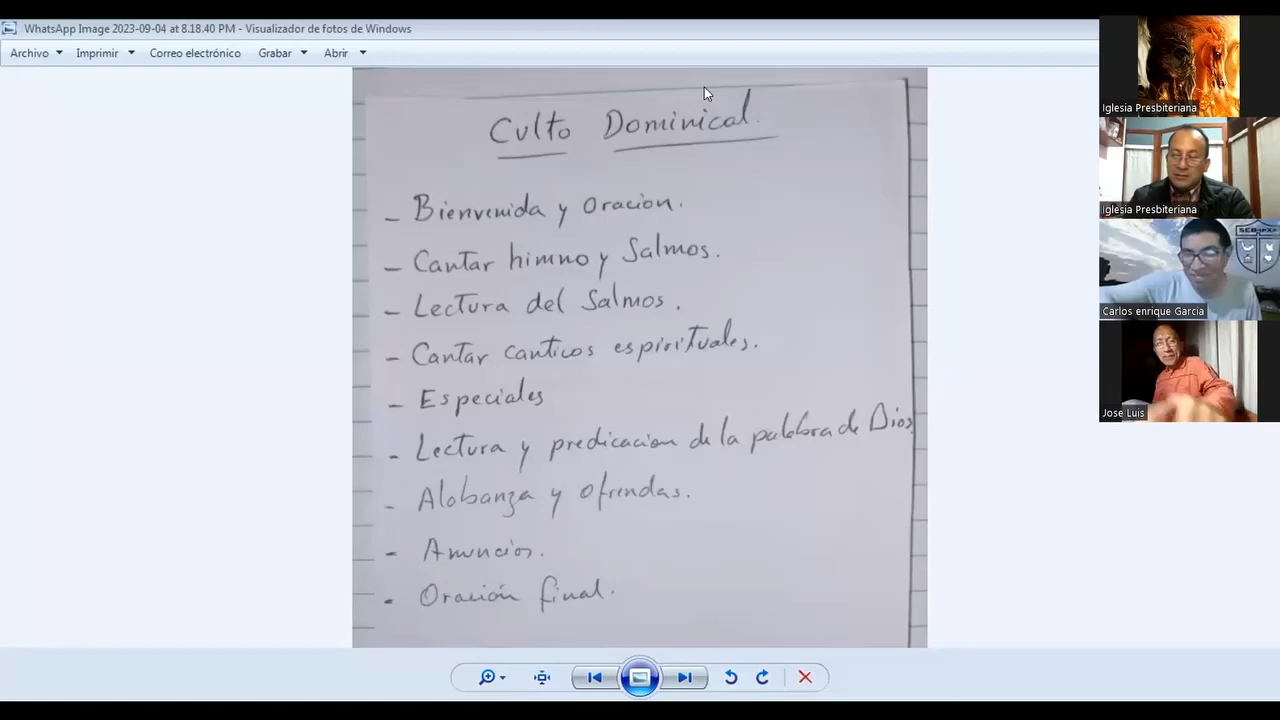 WhatsApp Image 2023-09-04 at 8.18.40 PM - Visualizador de fotos de Windows
Archivo Imprimir Correo electrónico Grabar Abrir
Culto Dominical.
- Bienvenida y oracion.
- Cantar himno y Salmos.
- Lectura del Salmos.
- Cantar canticos espirituales.
- Especiales
- Lectura y predicacion de la palabra de Dios.
- Alabanza y ofrendas.
- Anuncios.
- Oración final.
Iglesia Presbiteriana
Iglesia Presbiteriana
Carlos enrique Garcia
Jose Luis